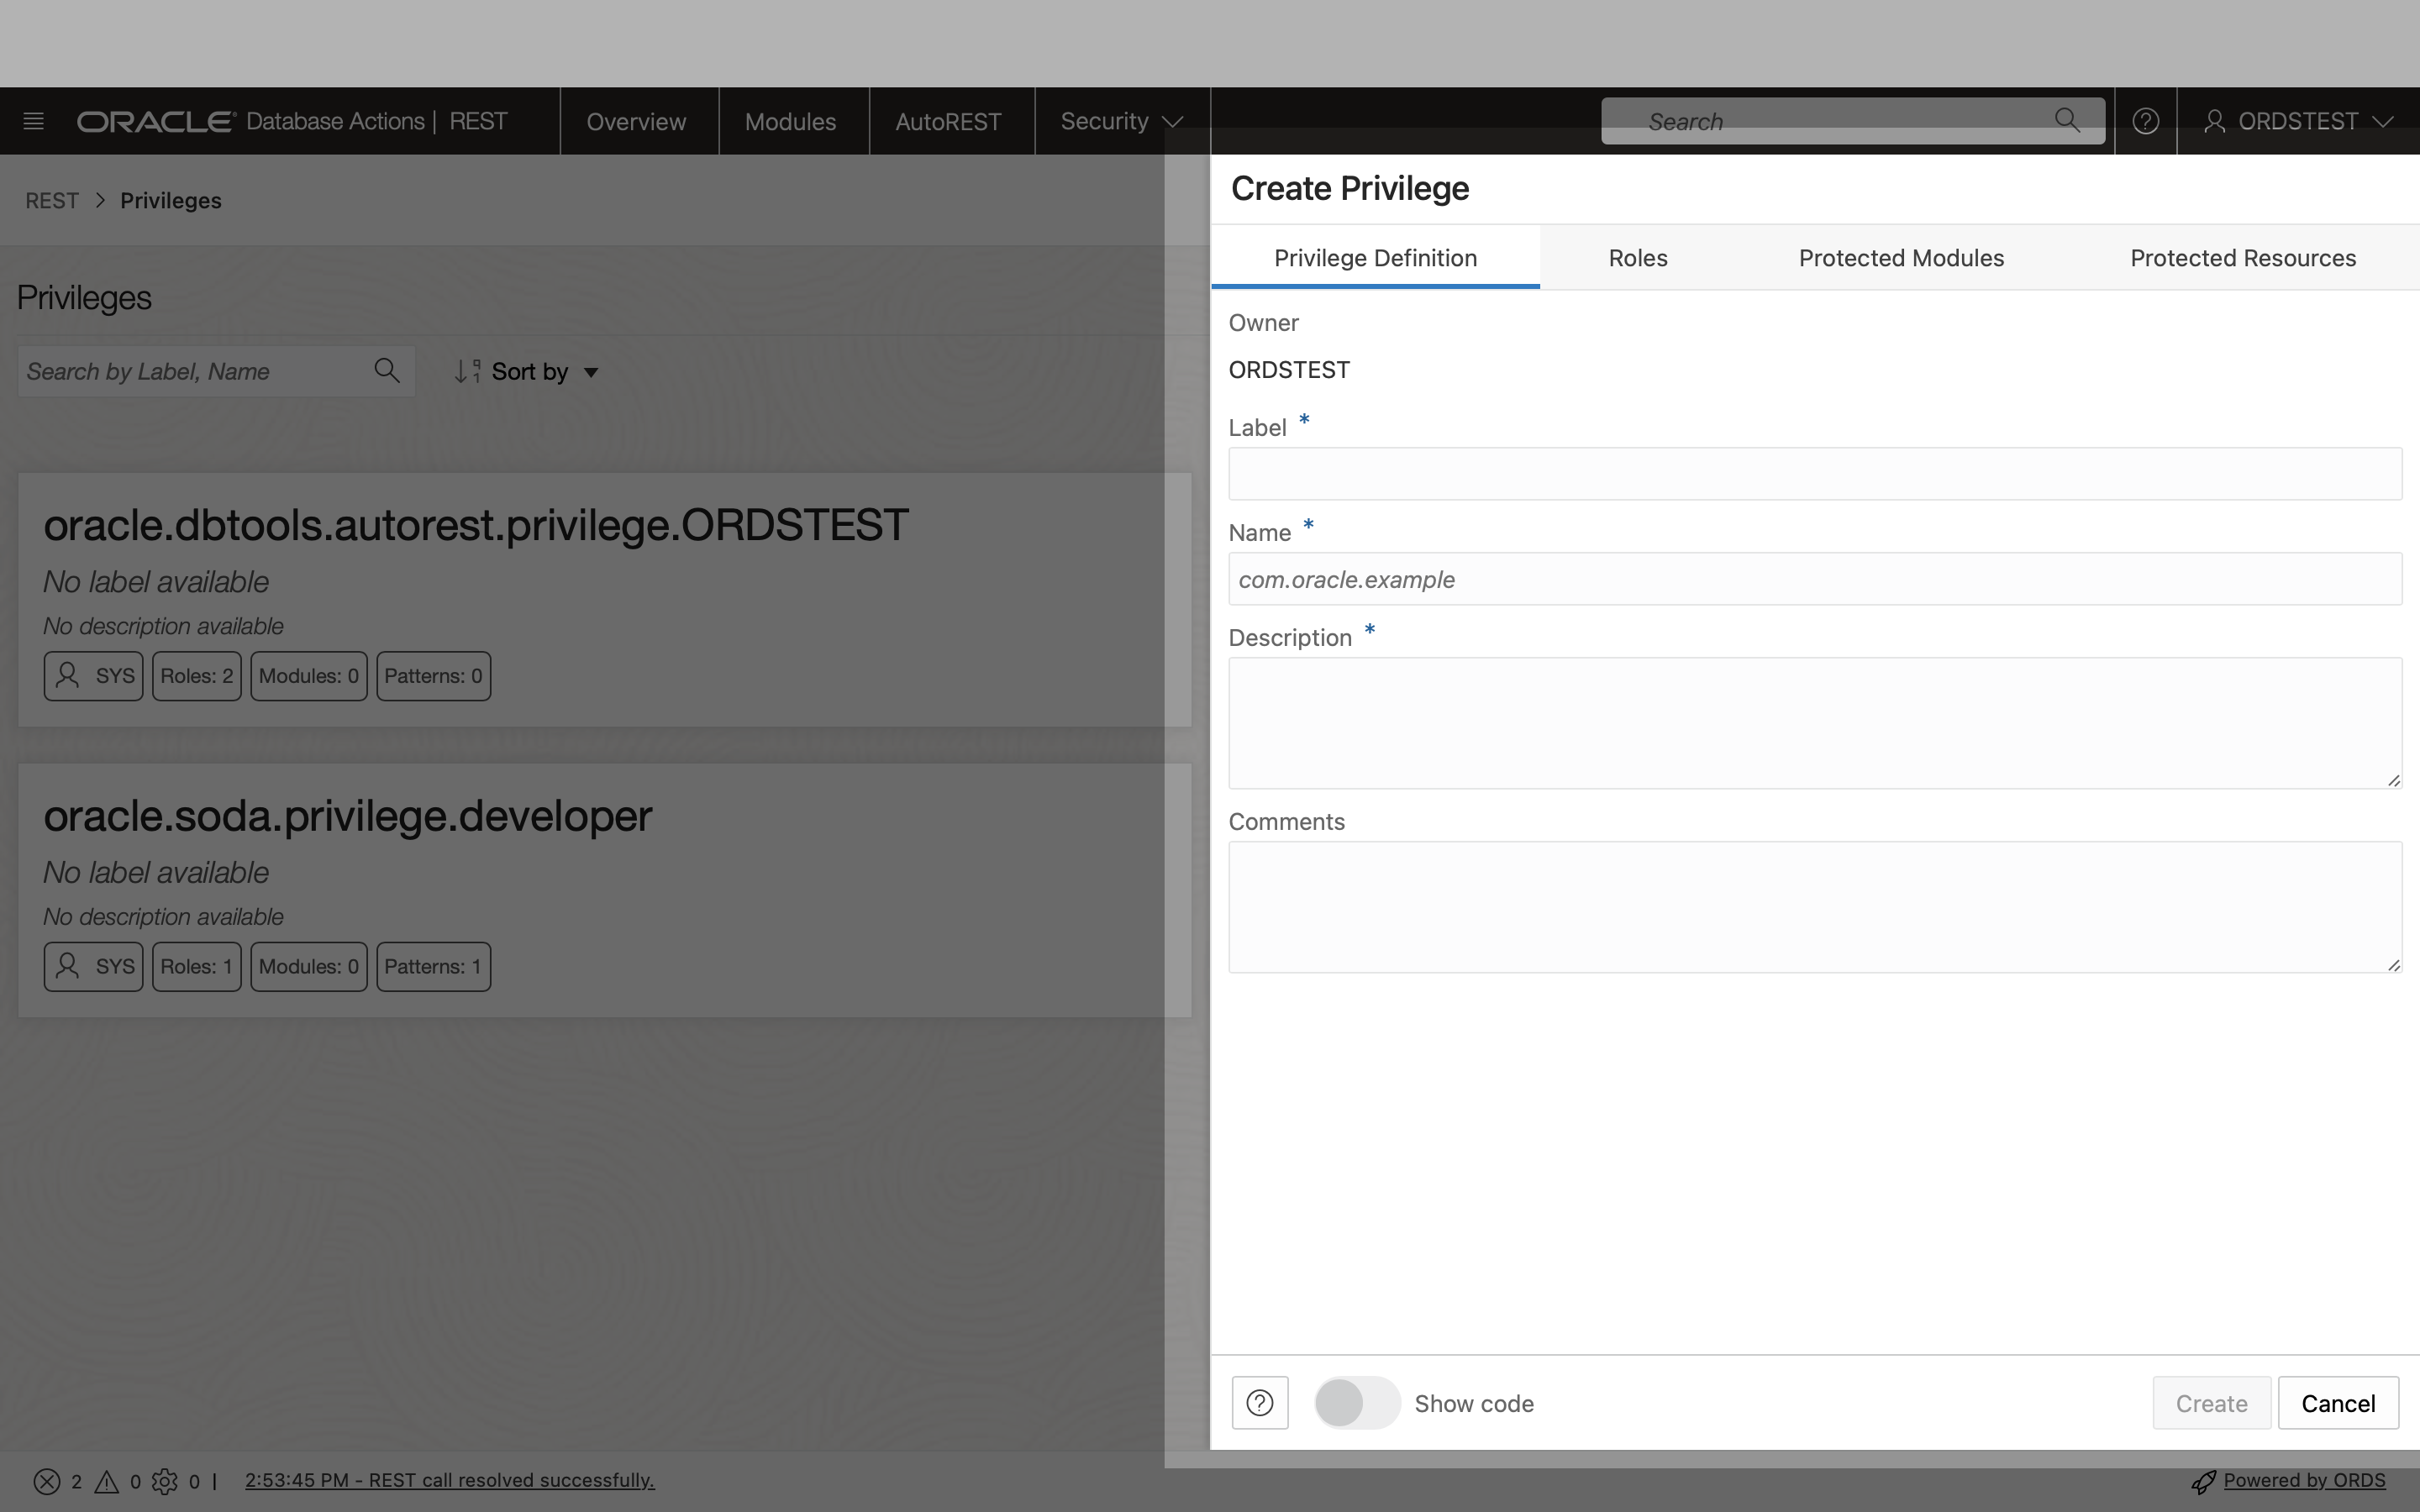 ORACLE Database Actions | REST Overview Modules AutoREST Security Search ORDSTEST
REST > Privileges
Privileges
Search by Label, Name Sort by
oracle.dbtools.autorest.privilege.ORDSTEST
No label available
No description available
SYS Roles: 2 Modules: 0 Patterns: 0
oracle.soda.privilege.developer
No label available
No description available
SYS Roles: 1 Modules: 0 Patterns: 1
Create Privilege
Privilege Definition Roles Protected Modules Protected Resources
Owner
ORDSTEST
Label *
Name *
com.oracle.example
Description *
Comments
Show code Create Cancel
2 0 0 | 2:53:45 PM - REST call resolved successfully. Powered by ORDS